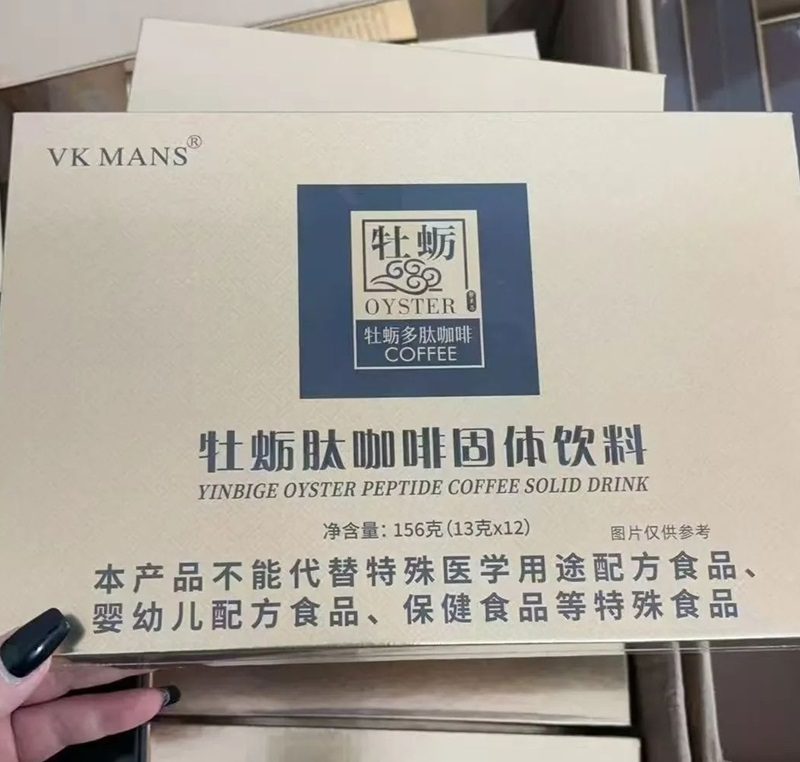 VK MANS®
牡蛎
OYSTER
牡蛎多肽咖啡
COFFEE
牡蛎肽咖啡固体饮料
YINBIGE OYSTER PEPTIDE COFFEE SOLID DRINK
净含量: 156克(13克x12)
图片仅供参考
本产品不能代替特殊医学用途配方食品、
婴幼儿配方食品、保健食品等特殊食品